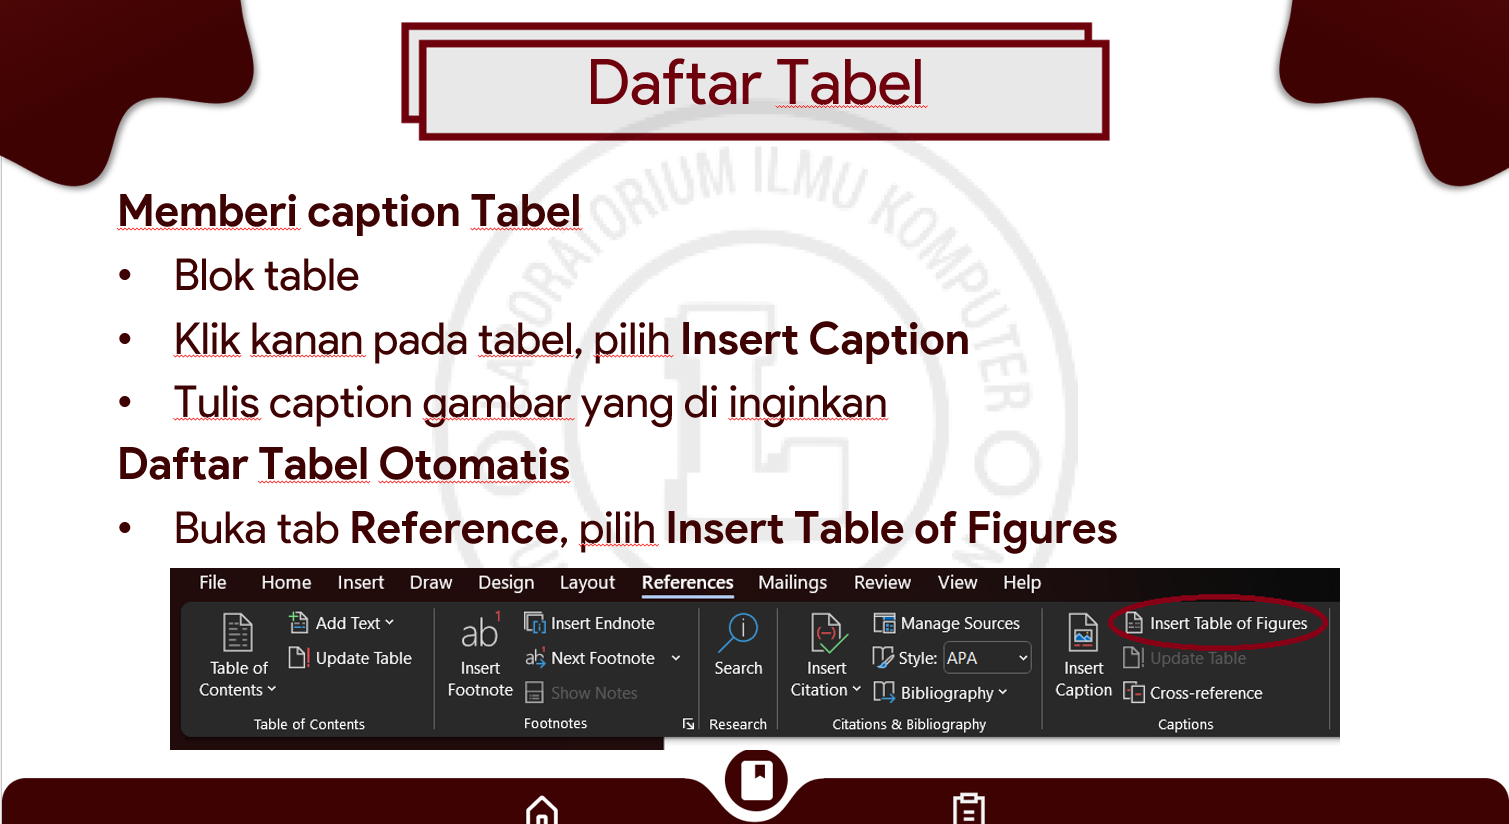 Daftar Tabel
LABORATORIUM ILMU KOMPUTER
Memberi caption Tabel
• Blok table
• Klik kanan pada tabel, pilih Insert Caption
• Tulis caption gambar yang di inginkan
Daftar Tabel Otomatis
• Buka tab Reference, pilih Insert Table of Figures
File Home Insert Draw Design Layout References Mailings Review View Help
Table of Contents
Add Text
Update Table
Table of Contents
ab1
Insert Footnote
Insert Endnote
Next Footnote
Show Notes
Footnotes
Search
Research
Insert Citation
Manage Sources
Style: APA
Bibliography
Citations & Bibliography
Insert Caption
Insert Table of Figures
Update Table
Cross-reference
Captions